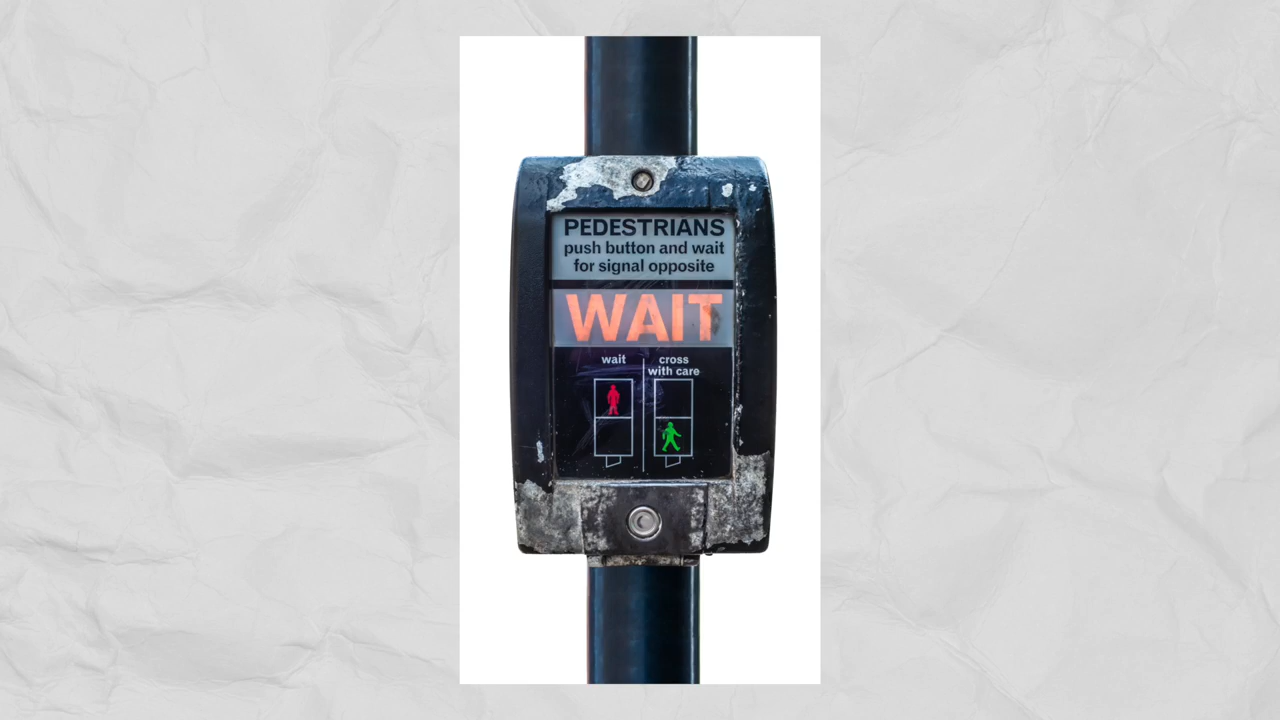 PEDESTRIANS
push button and wait
for signal opposite
WAIT
wait
cross
with care